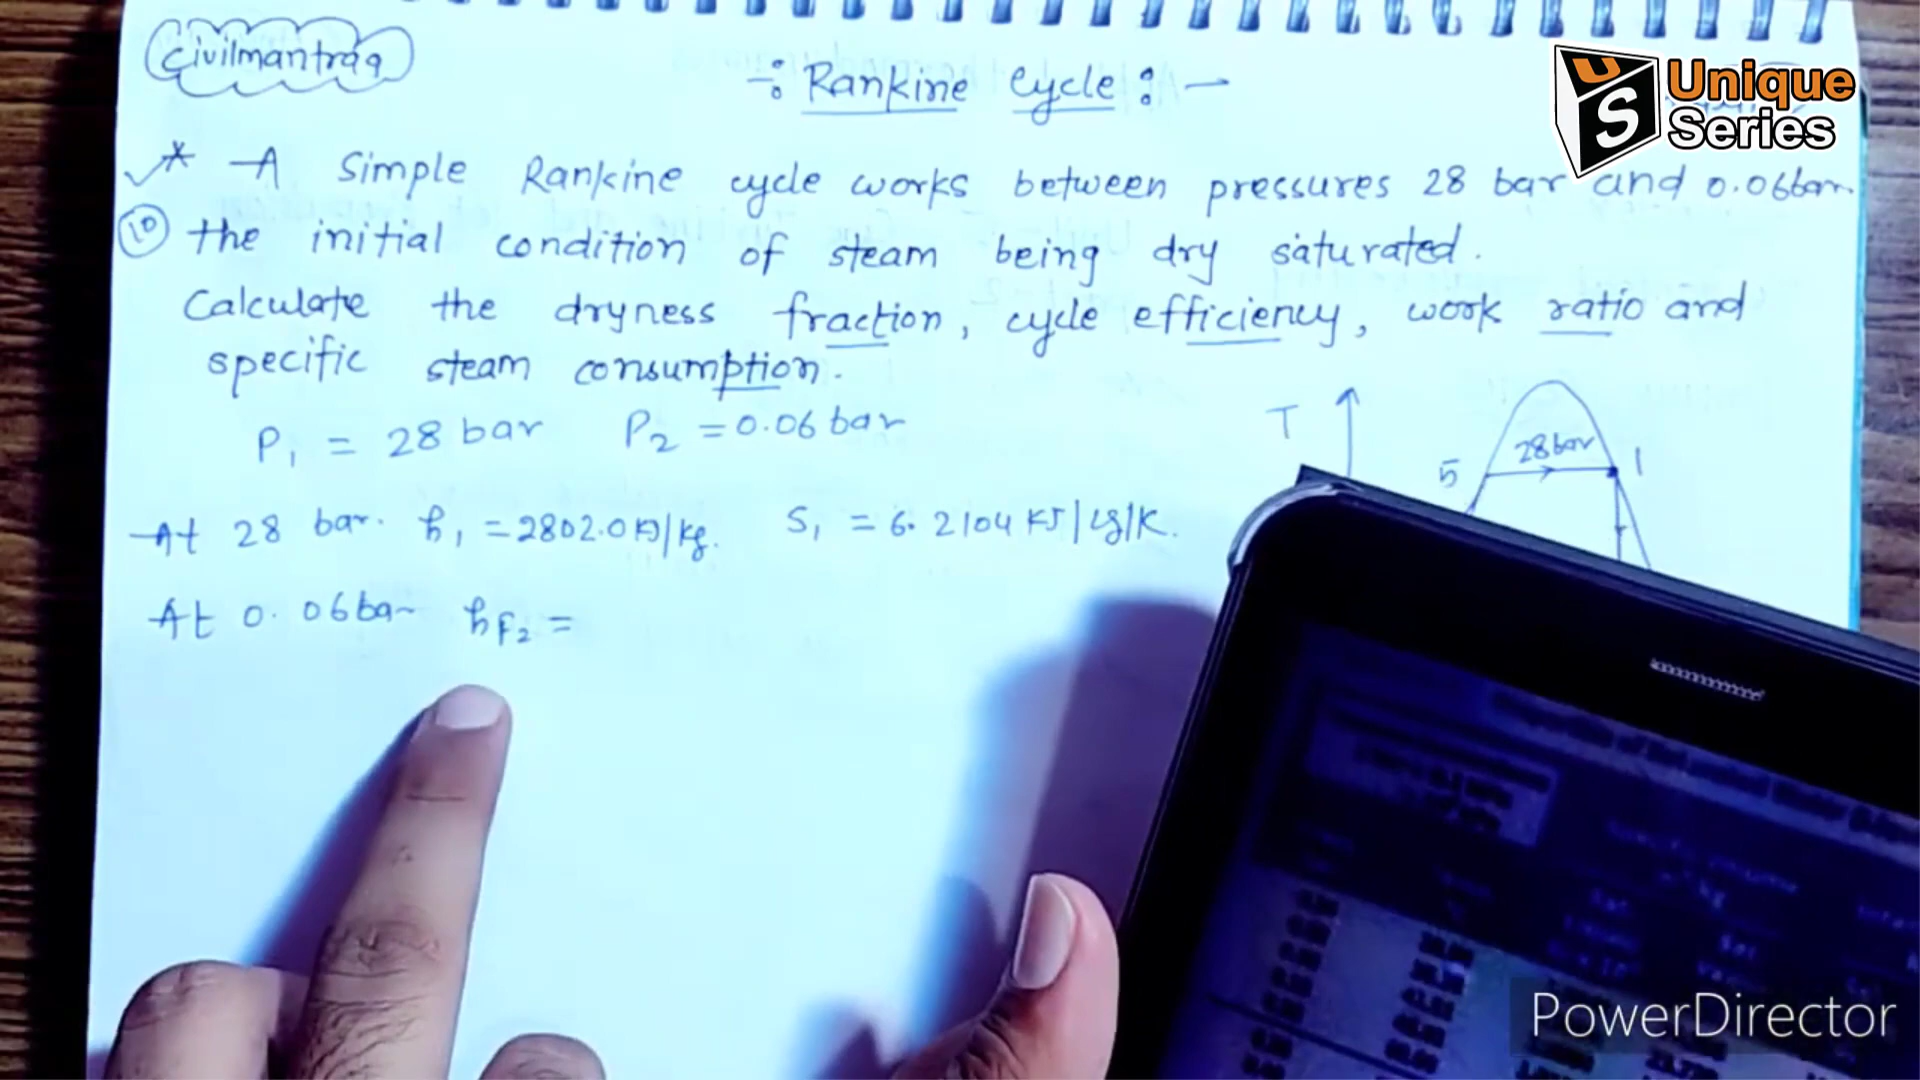 civilmantraa
-: Rankine Cycle :-
US Unique Series
* A Simple Rankine cycle works between pressures 28 bar and 0.06bar
10 the initial condition of steam being dry saturated.
Calculate the dryness fraction, cycle efficiency, work ratio and
specific steam consumption.
P1 = 28 bar P2 = 0.06 bar
T
28bar
5 1
At 28 bar. h1 = 2802.0 kJ/kg. S1 = 6.2104 KJ/kg/K.
At 0.06bar hF2 =
PowerDirector